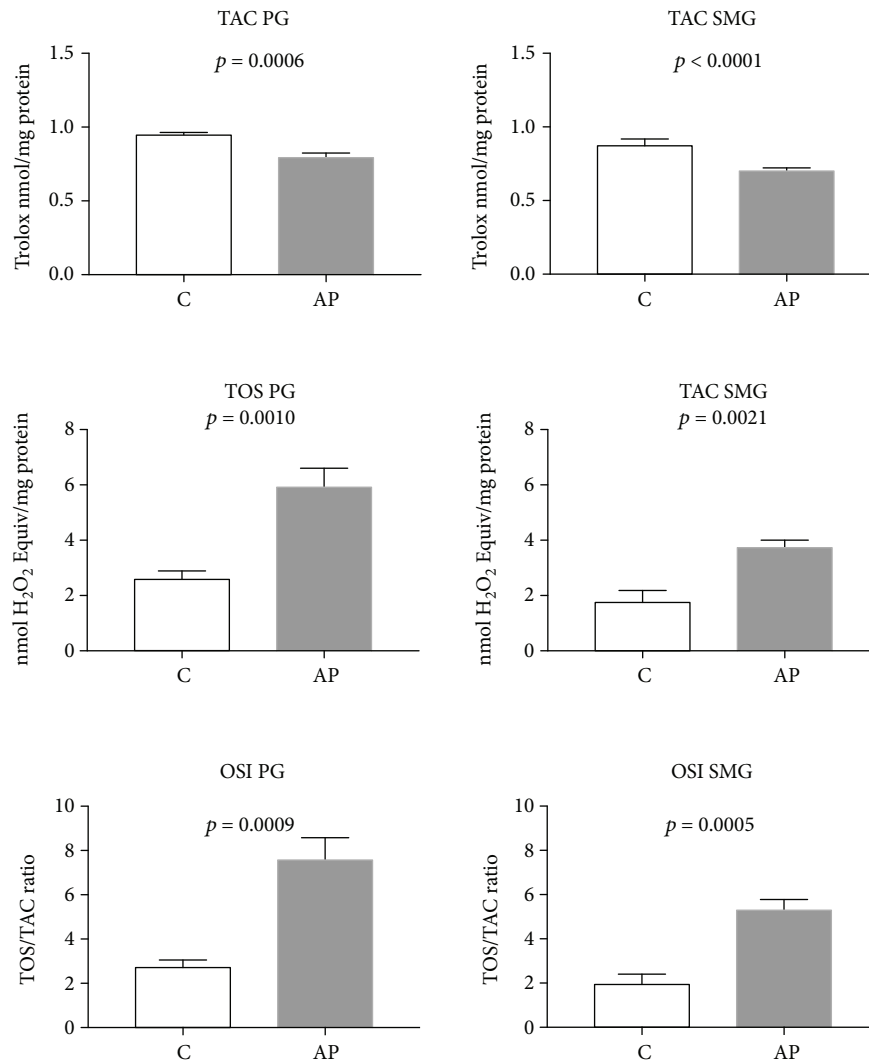 TAC PG
p = 0.0006
Trolox nmol/mg protein
1.5
1.0
0.5
0.0
C AP
TAC SMG
p < 0.0001
Trolox nmol/mg protein
1.5
1.0
0.5
0.0
C AP
TOS PG
p = 0.0010
nmol H₂O₂ Equiv/mg protein
8
6
4
2
0
C AP
TAC SMG
p = 0.0021
nmol H₂O₂ Equiv/mg protein
8
6
4
2
0
C AP
OSI PG
p = 0.0009
TOS/TAC ratio
10
8
6
4
2
0
C AP
OSI SMG
p = 0.0005
TOS/TAC ratio
10
8
6
4
2
0
C AP